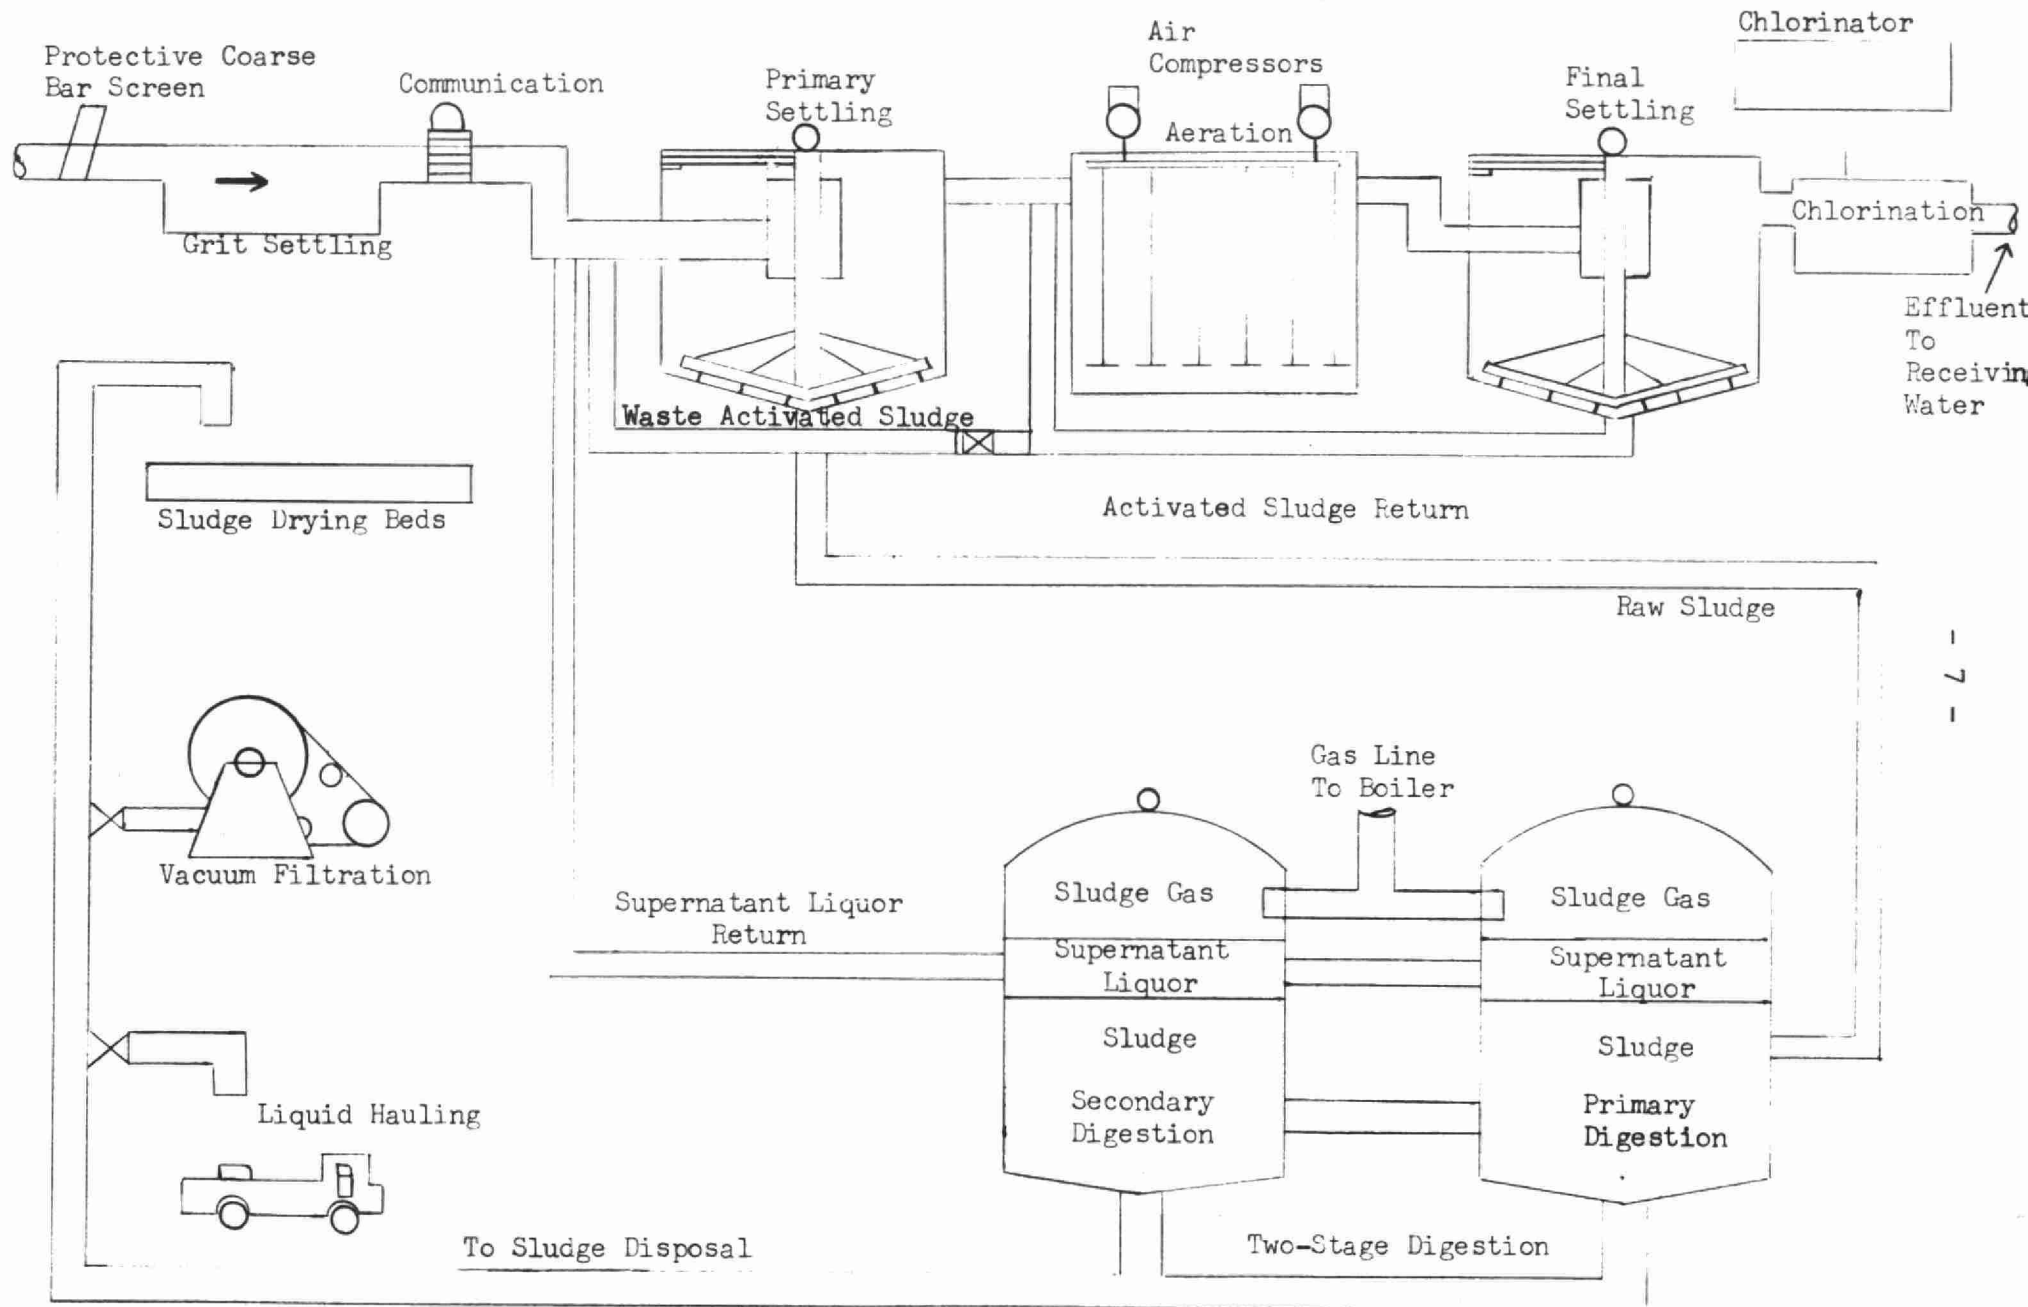 Protective Coarse
Bar Screen
Communication
Primary
Settling
Air
Compressors
Aeration
Final
Settling
Chlorinator
Grit Settling
Chlorination
Effluent
To
Receiving
Water
Waste Activated Sludge
Sludge Drying Beds
Activated Sludge Return
Raw Sludge
- 7 -
Gas Line
To Boiler
Vacuum Filtration
Supernatant Liquor
Return
Sludge Gas
Supernatant
Liquor
Sludge
Secondary
Digestion
Sludge Gas
Supernatant
Liquor
Sludge
Primary
Digestion
Liquid Hauling
To Sludge Disposal
Two-Stage Digestion